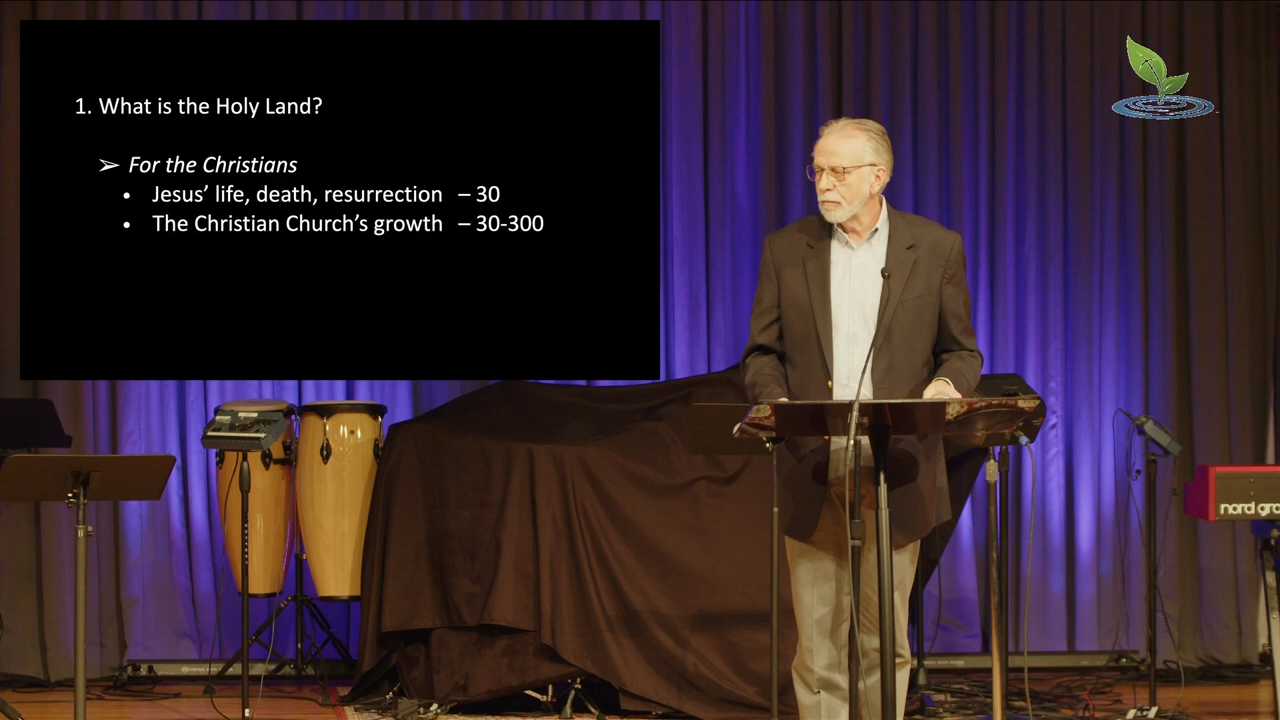 1. What is the Holy Land?
➢ For the Christians
• Jesus’ life, death, resurrection – 30
• The Christian Church’s growth – 30-300
nord